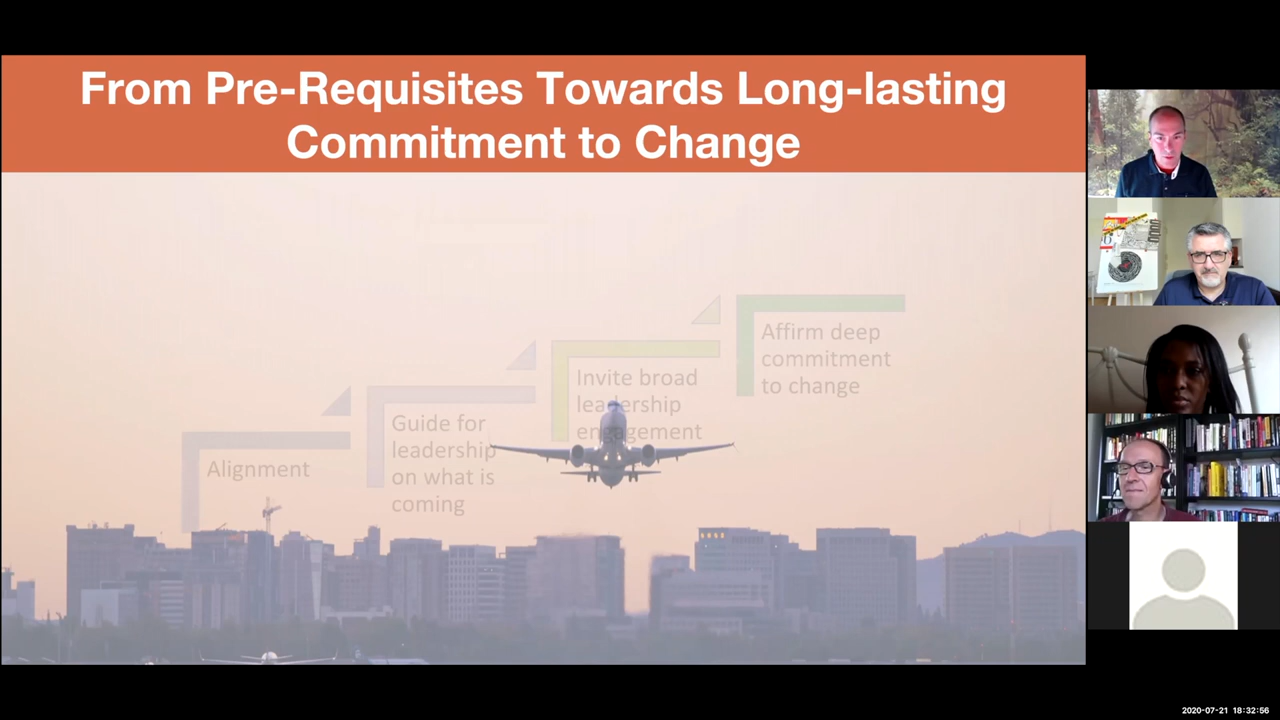 From Pre-Requisites Towards Long-lasting
Commitment to Change
Affirm deep
commitment
to change
Invite broad
leadership
engagement
Guide for
leadership
on what is
coming
Alignment
2020-07-21 18:32:56